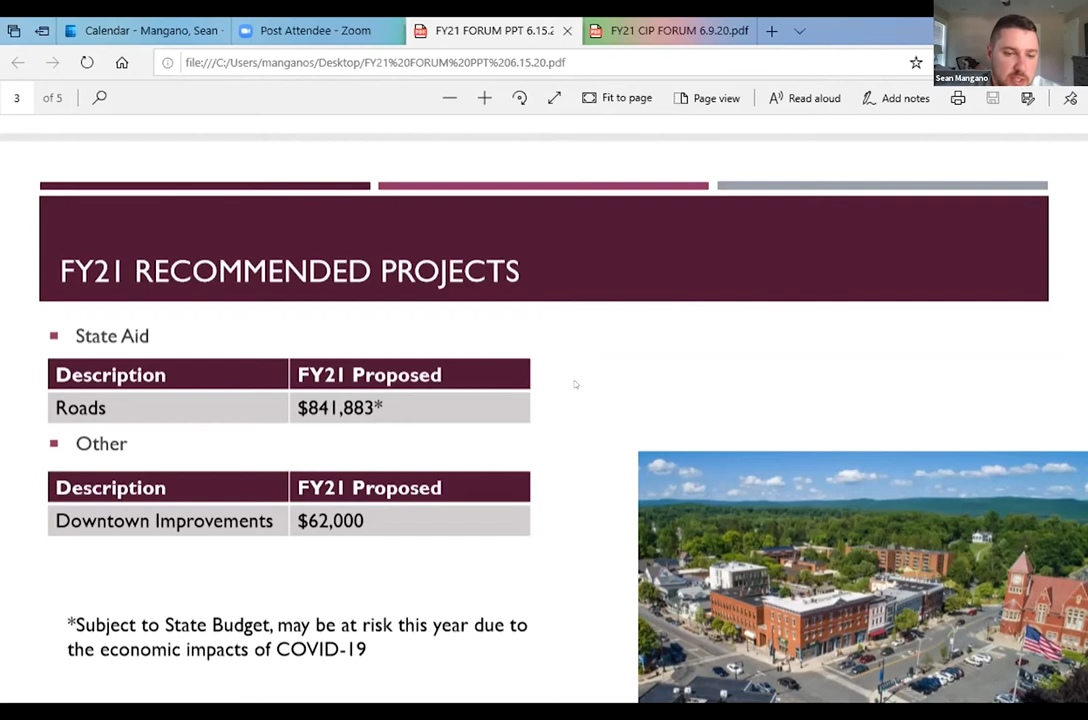 Calendar - Mangano, Sean
Post Attendee - Zoom
FY21 FORUM PPT 6.15.2
FY21 CIP FORUM 6.9.20.pdf
file:///C:/Users/manganos/Desktop/FY21%20FORUM%20PPT%206.15.20.pdf
Sean Mangano
3 of 5
Fit to page
Page view
Read aloud
Add notes
FY21 RECOMMENDED PROJECTS
State Aid
Description FY21 Proposed
Roads $841,883*
Other
Description FY21 Proposed
Downtown Improvements $62,000
*Subject to State Budget, may be at risk this year due to
the economic impacts of COVID-19